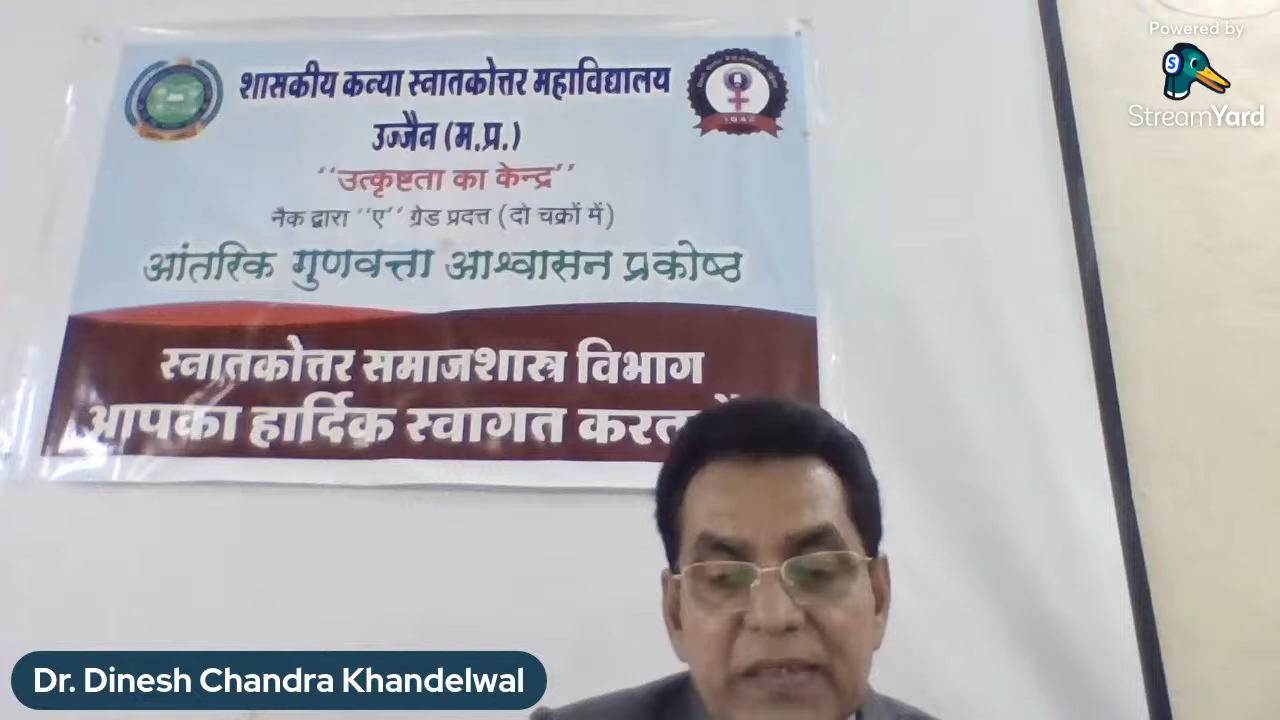 शासकीय कन्या स्नातकोत्तर महाविद्यालय
उज्जैन (म.प्र.)
‘‘उत्कृष्टता का केन्द्र’’
नैक द्वारा ‘‘ए’’ ग्रेड प्रदत्त (दो चक्रों में)
आंतरिक गुणवत्ता आश्वासन प्रकोष्ठ
स्नातकोत्तर समाजशास्त्र विभाग
आपका हार्दिक स्वागत
IQAC
Powered by
StreamYard
S
Dr. Dinesh Chandra Khandelwal